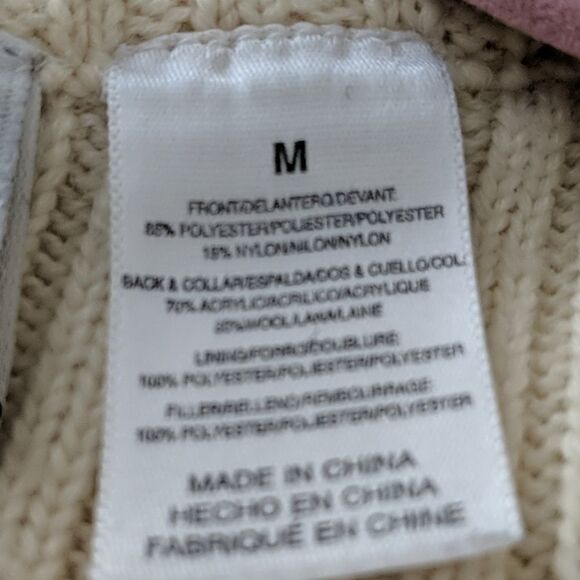 M
FRONT/DELANTERO/DEVANT:
85% POLYESTER/POLIESTER/POLYESTER
15% NYLON/NILON/NYLON
BACK & COLLAR/ESPALDA/DOS & CUELLO/COL:
70% ACRYLIC/ACRILICO/ACRYLIQUE
WOOL/LANA/LAINE
LINING/FORRO/DOUBLURE:
100% POLYESTER/POLIESTER/POLYESTER
FILLER/RELLENO/REMBOURRAGE:
100% POLYESTER/POLIESTER/POLYESTER
MADE IN CHINA
HECHO EN CHINA
FABRIQUÉ EN CHINE